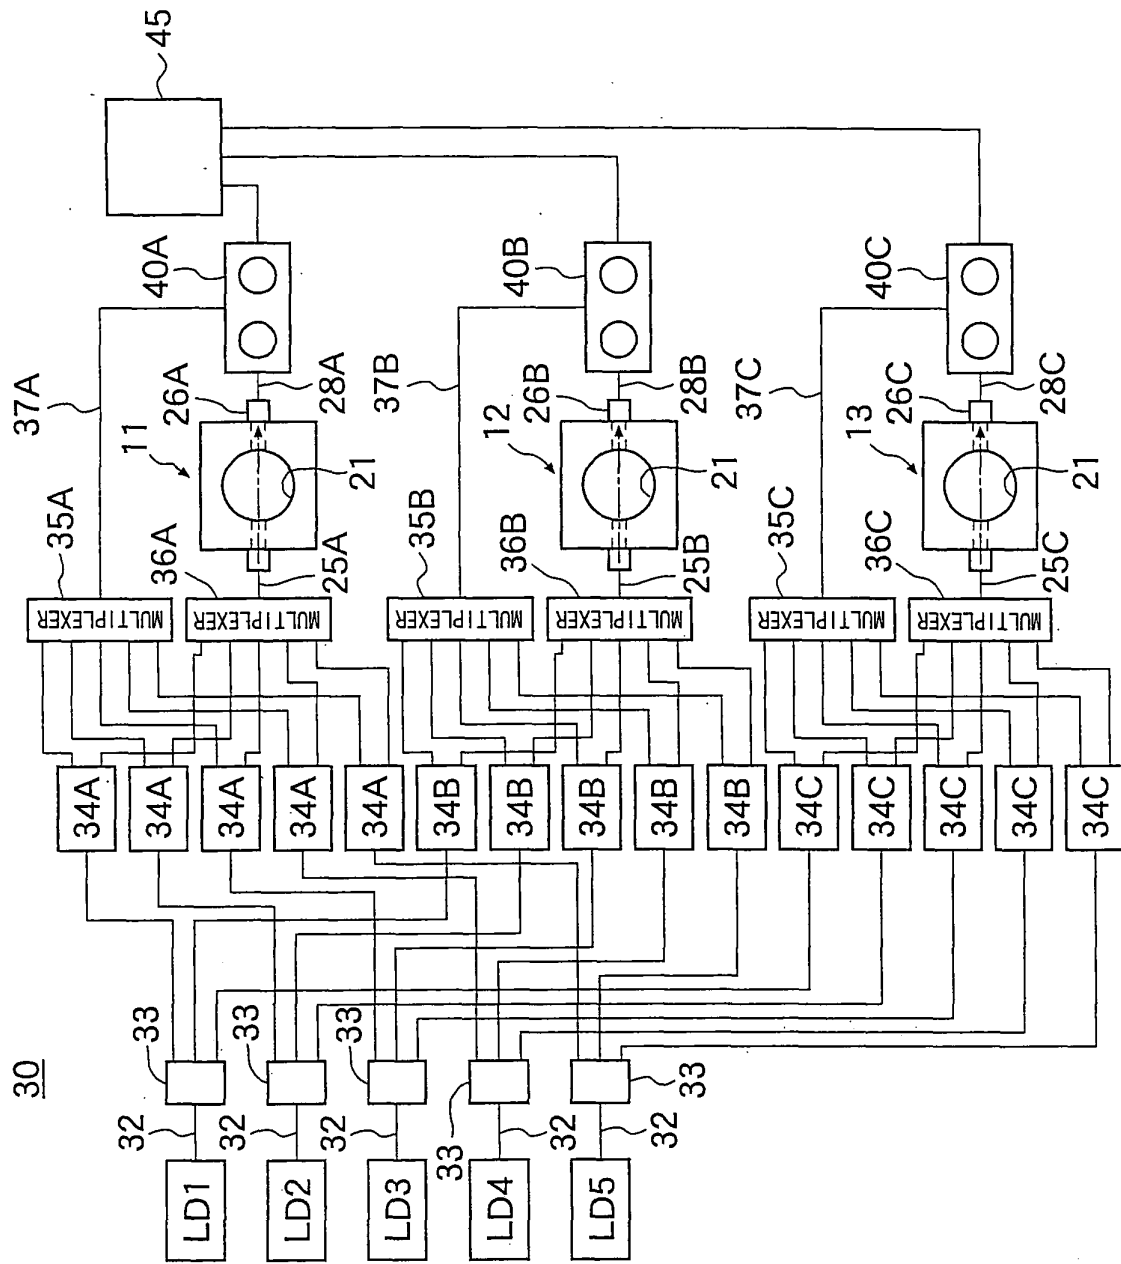 30
LD1
LD2
LD3
LD4
LD5
32
32
32
32
32
33
33
33
33
33
34A
34A
34A
34A
34A
34B
34B
34B
34B
34B
34C
34C
34C
34C
34C
MULTIPLEXER
35A
MULTIPLEXER
36A
37A
25A
11
21
26A
28A
40A
MULTIPLEXER
35B
MULTIPLEXER
36B
37B
25B
12
21
26B
28B
40B
MULTIPLEXER
35C
MULTIPLEXER
36C
37C
25C
13
21
26C
28C
40C
45